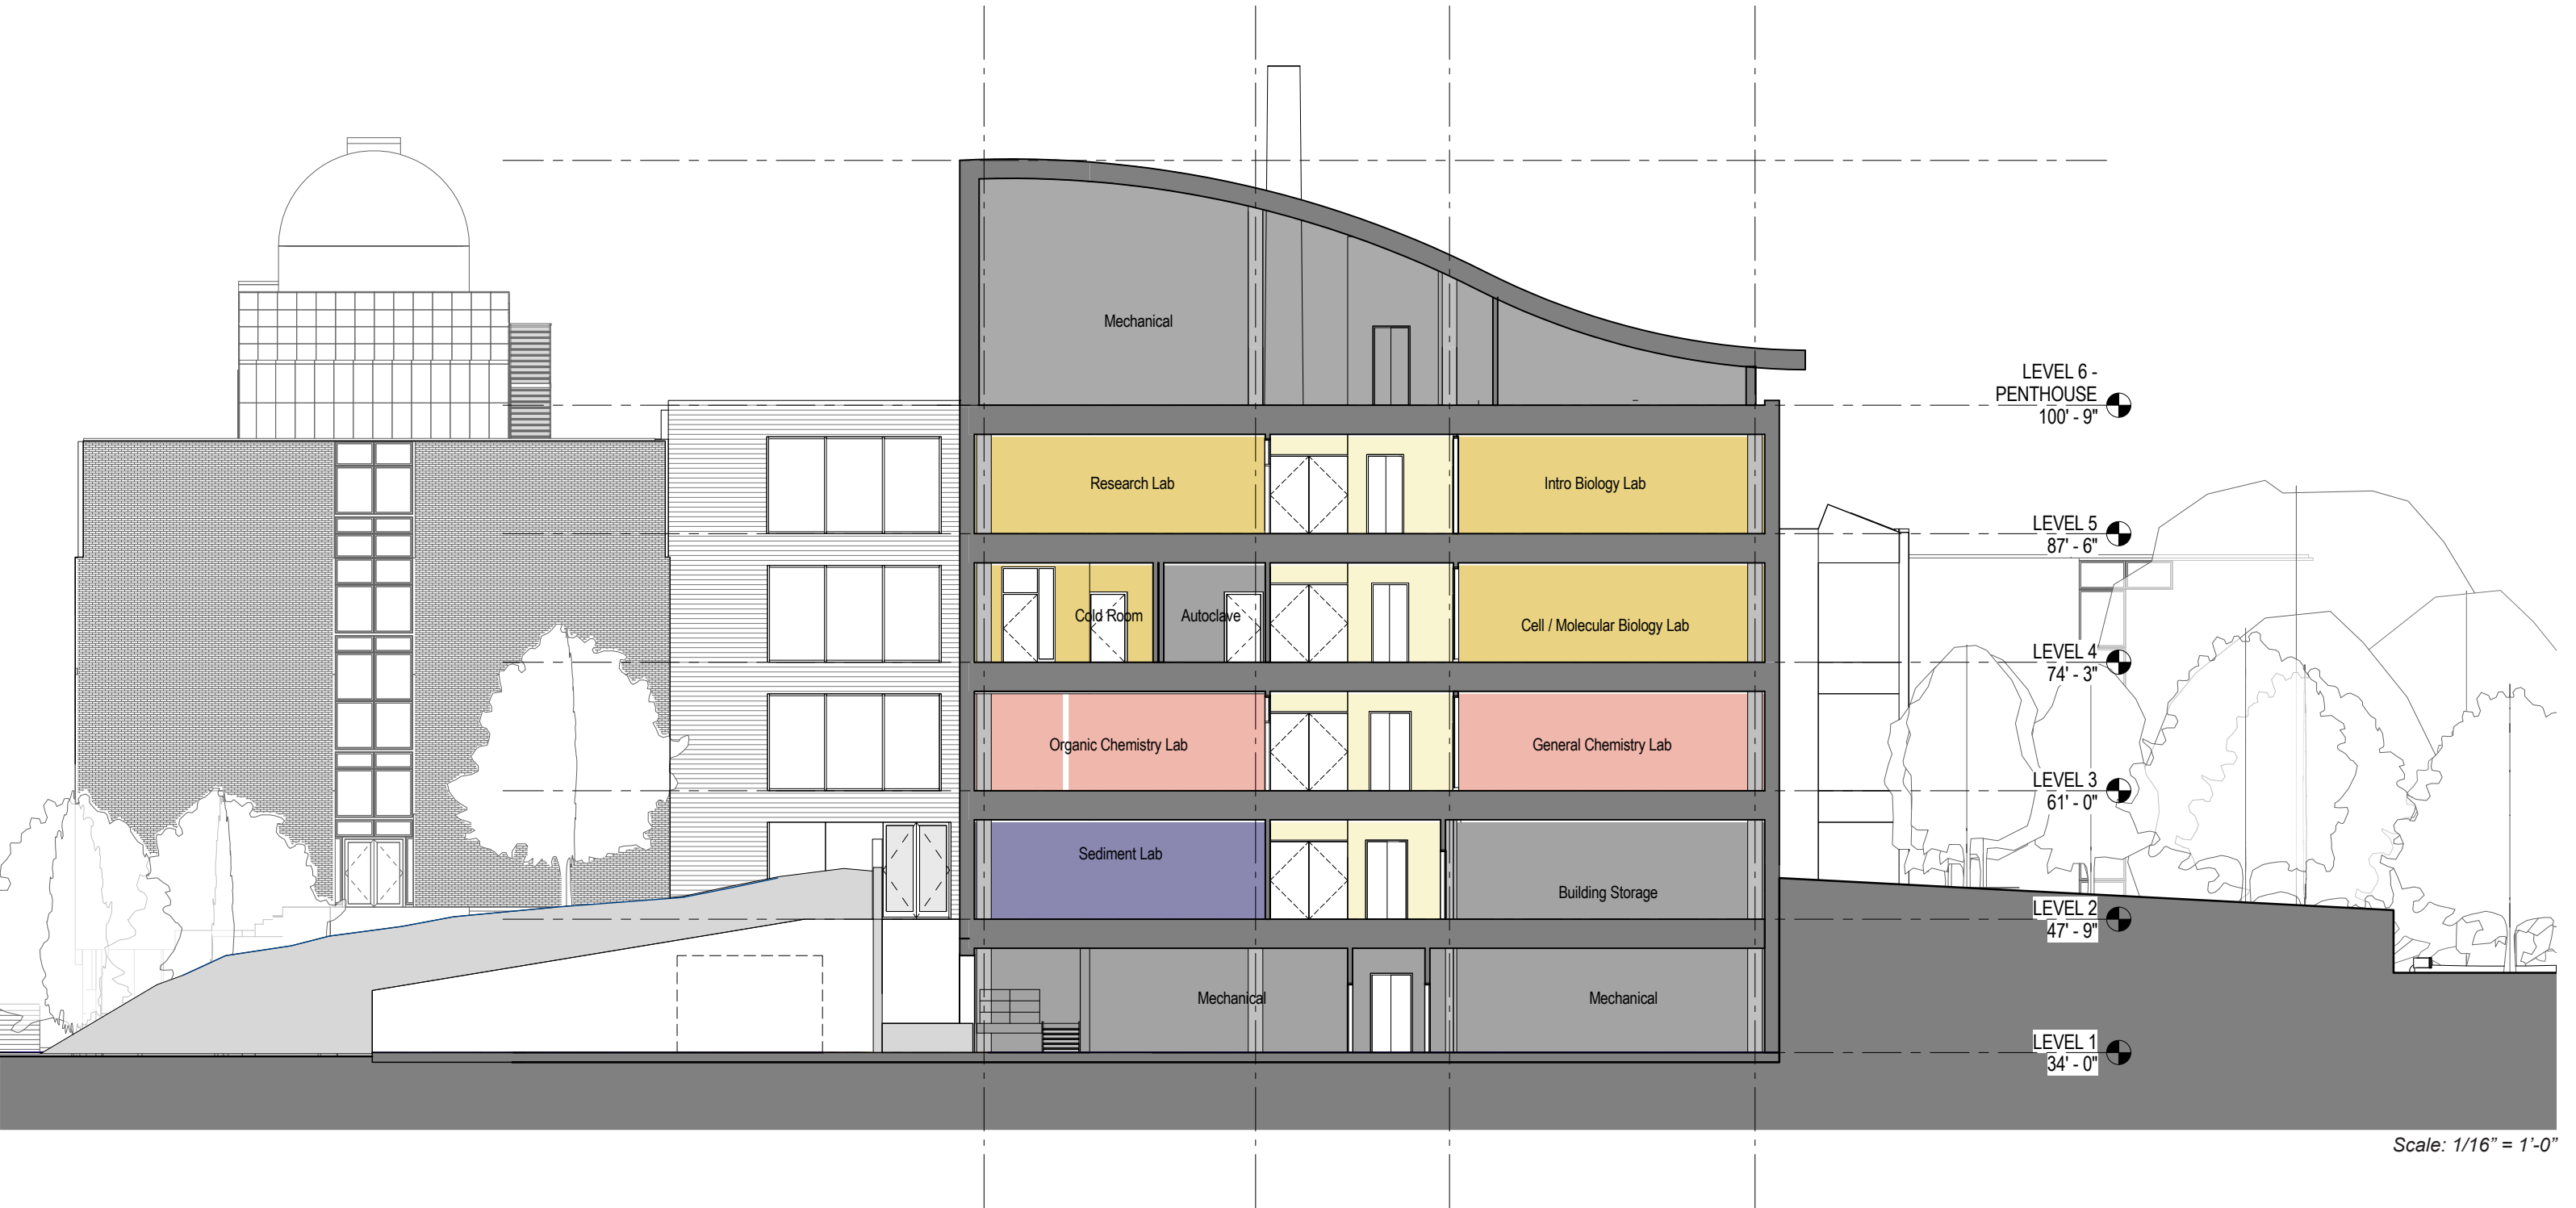 Mechanical
LEVEL 6 -
PENTHOUSE
100' - 9"
Research Lab
Intro Biology Lab
LEVEL 5
87' - 6"
Cold Room
Autoclave
Cell / Molecular Biology Lab
LEVEL 4
74' - 3"
Organic Chemistry Lab
General Chemistry Lab
LEVEL 3
61' - 0"
Sediment Lab
Building Storage
LEVEL 2
47' - 9"
Mechanical
Mechanical
LEVEL 1
34' - 0"
Scale: 1/16” = 1’-0”